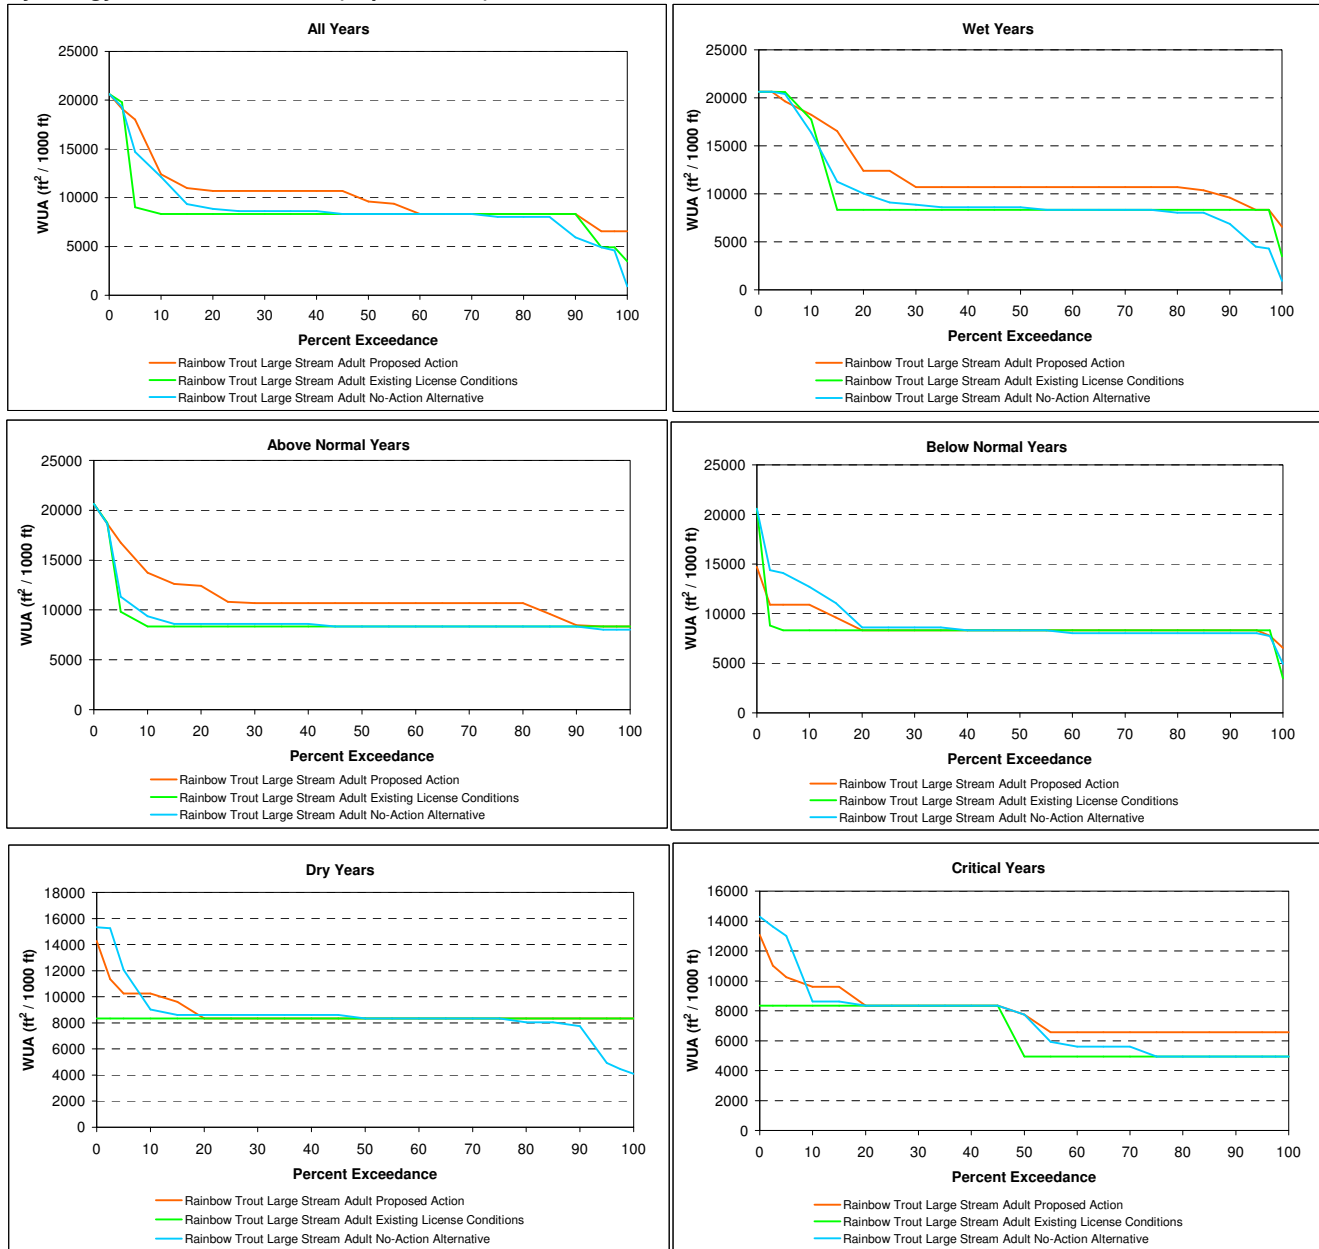 All Years
25000
20000
15000
10000
5000
0
WUA (ft² / 1000 ft)
0 10 20 30 40 50 60 70 80 90 100
Percent Exceedance
Rainbow Trout Large Stream Adult Proposed Action
Rainbow Trout Large Stream Adult Existing License Conditions
Rainbow Trout Large Stream Adult No-Action Alternative
Wet Years
25000
20000
15000
10000
5000
0
WUA (ft² / 1000 ft)
0 10 20 30 40 50 60 70 80 90 100
Percent Exceedance
Rainbow Trout Large Stream Adult Proposed Action
Rainbow Trout Large Stream Adult Existing License Conditions
Rainbow Trout Large Stream Adult No-Action Alternative
Above Normal Years
25000
20000
15000
10000
5000
0
WUA (ft² / 1000 ft)
0 10 20 30 40 50 60 70 80 90 100
Percent Exceedance
Rainbow Trout Large Stream Adult Proposed Action
Rainbow Trout Large Stream Adult Existing License Conditions
Rainbow Trout Large Stream Adult No-Action Alternative
Below Normal Years
25000
20000
15000
10000
5000
0
WUA (ft² / 1000 ft)
0 10 20 30 40 50 60 70 80 90 100
Percent Exceedance
Rainbow Trout Large Stream Adult Proposed Action
Rainbow Trout Large Stream Adult Existing License Conditions
Rainbow Trout Large Stream Adult No-Action Alternative
Dry Years
18000
16000
14000
12000
10000
8000
6000
4000
2000
0
WUA (ft² / 1000 ft)
0 10 20 30 40 50 60 70 80 90 100
Percent Exceedance
Rainbow Trout Large Stream Adult Proposed Action
Rainbow Trout Large Stream Adult Existing License Conditions
Rainbow Trout Large Stream Adult No-Action Alternative
Critical Years
16000
14000
12000
10000
8000
6000
4000
2000
0
WUA (ft² / 1000 ft)
0 10 20 30 40 50 60 70 80 90 100
Percent Exceedance
Rainbow Trout Large Stream Adult Proposed Action
Rainbow Trout Large Stream Adult Existing License Conditions
Rainbow Trout Large Stream Adult No-Action Alternative